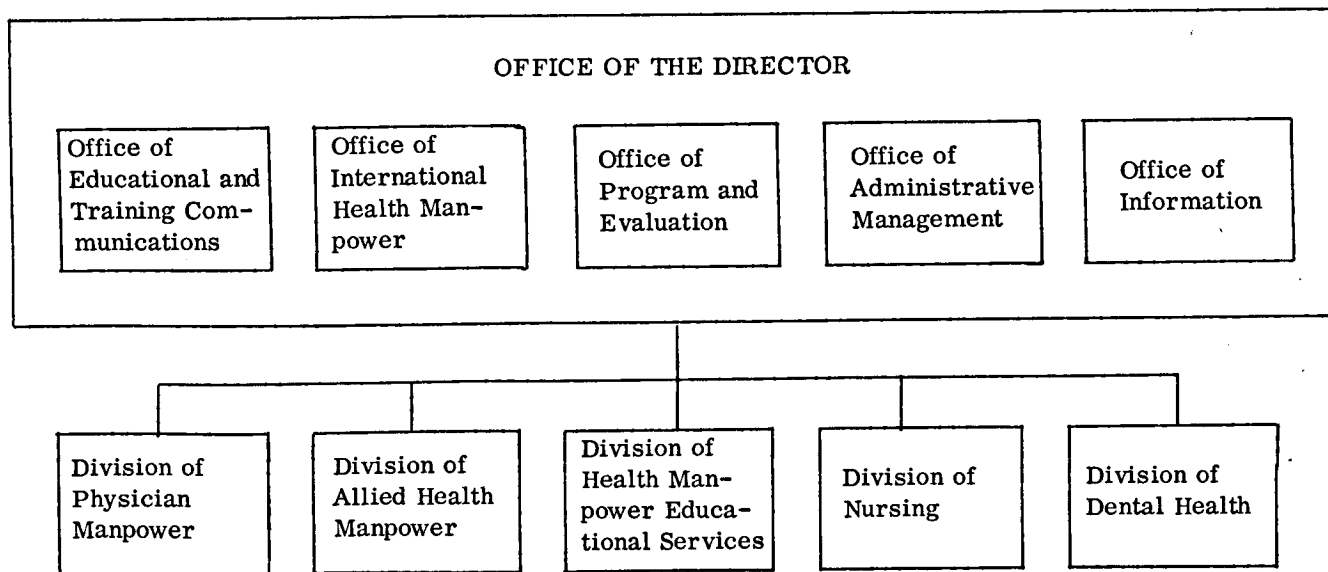 OFFICE OF THE DIRECTOR
Office of
Educational and
Training Com-
munications
Office of
International
Health Man-
power
Office of
Program and
Evaluation
Office of
Administrative
Management
Office of
Information
Division of
Physician
Manpower
Division of
Allied Health
Manpower
Division of
Health Man-
power Educa-
tional Services
Division of
Nursing
Division of
Dental Health